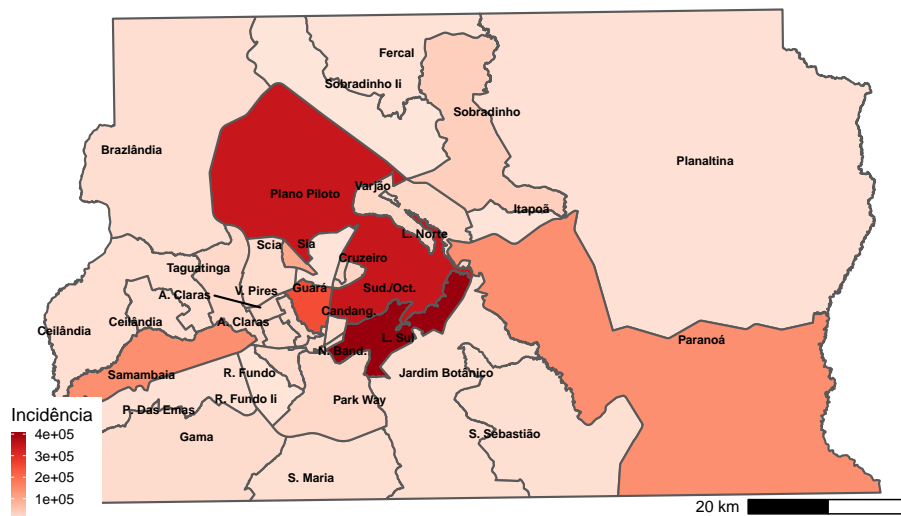 Fercal
Sobradinho Ii
Sobradinho
Brazlândia
Planaltina
Varjão
Plano Piloto
Itapoã
L. Norte
Scia
Sia
Cruzeiro
Taguatinga
V. Pires
Guará
Sud./Oct.
A. Claras
Candang.
Ceilândia
Ceilândia
A. Claras
L. Sul
Paranoá
N. Band.
Samambaia
R. Fundo
Jardim Botânico
R. Fundo Ii
Park Way
P. Das Emas
Gama
S. Sebastião
S. Maria
Incidência
4e+05
3e+05
2e+05
1e+05
20 km